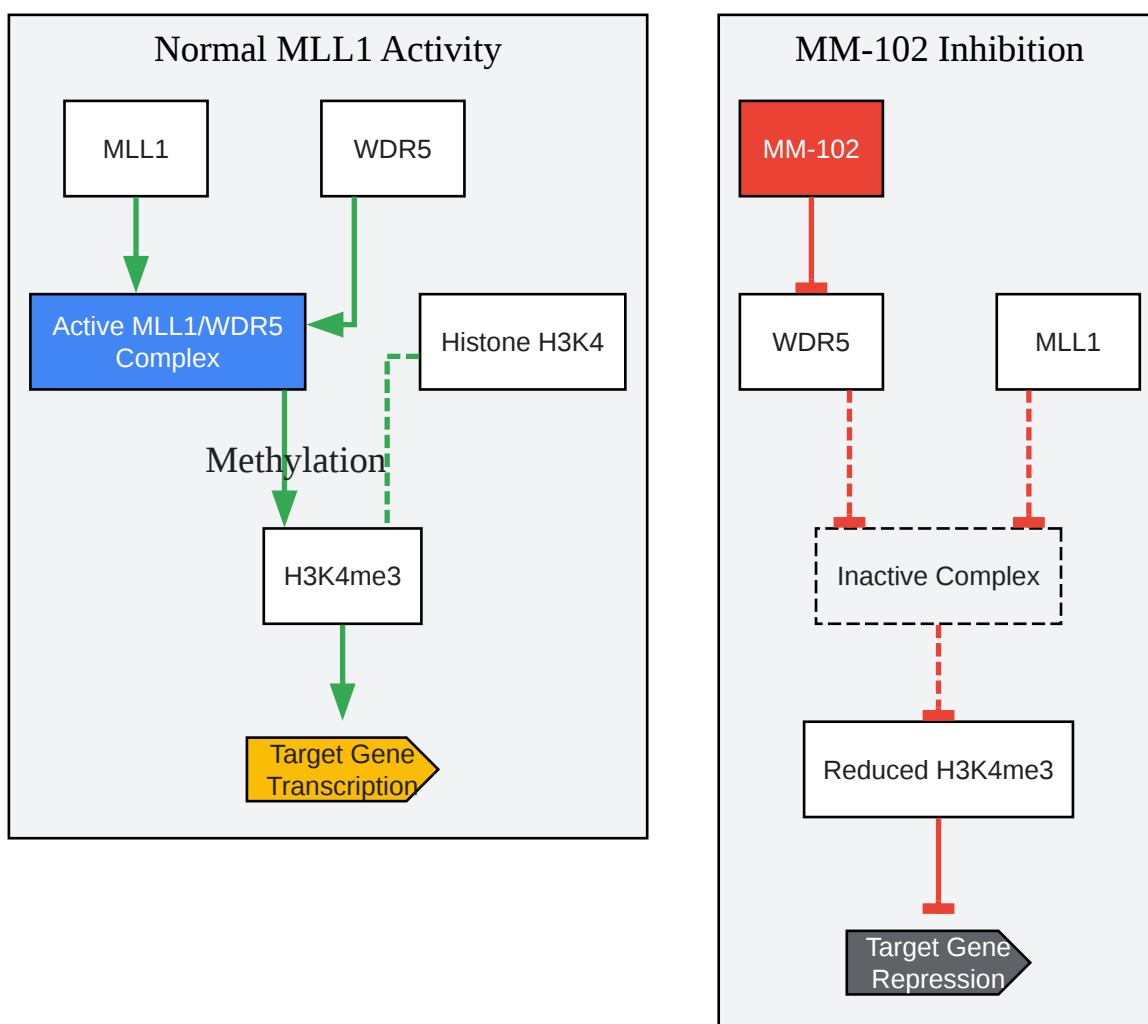 Normal MLL1 Activity
MLL1
WDR5
Active MLL1/WDR5
Complex
Histone H3K4
Methylation
H3K4me3
Target Gene
Transcription
MM-102 Inhibition
MM-102
WDR5
MLL1
Inactive Complex
Reduced H3K4me3
Target Gene
Repression